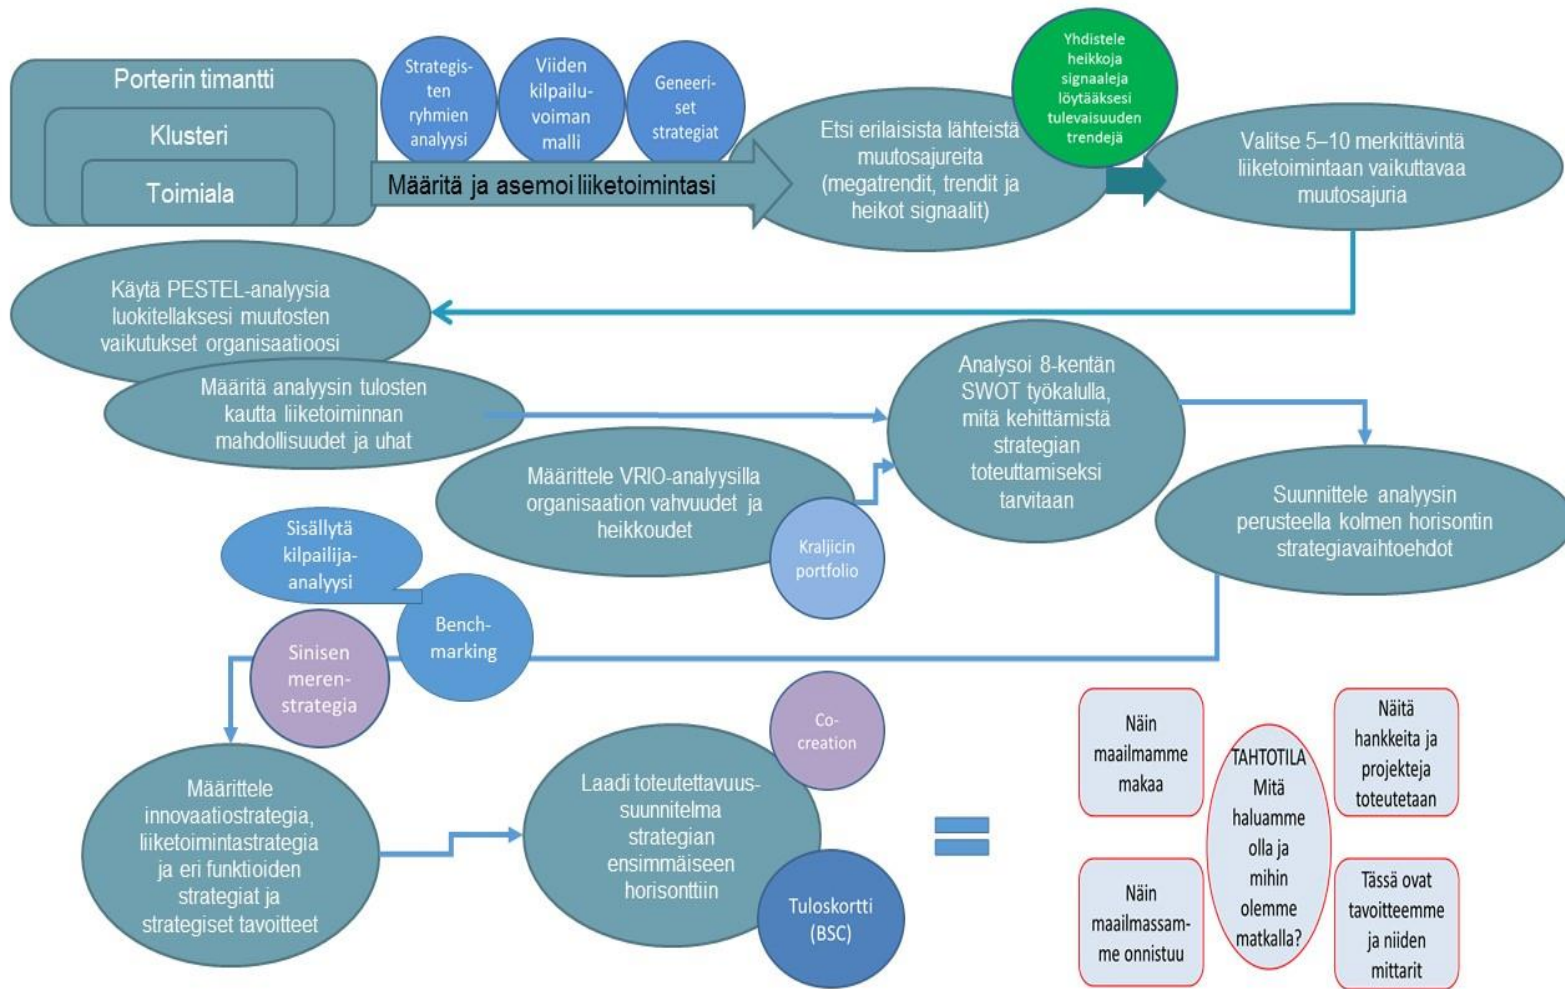 Porterin timantti
Klusteri
Toimiala
Strategis-
ten
ryhmien
analyysi
Viiden
kilpailu-
voiman
malli
Geneeri-
set
strategiat
Määritä ja asemoi liiketoimintasi
Etsi erilaisista lähteistä
muutosajureita
(megatrendit, trendit ja
heikot signaalit)
Yhdistele
heikkoja
signaaleja
löytääksesi
tulevaisuuden
trendejä
Valitse 5–10 merkittävintä
liiketoimintaan vaikuttavaa
muutosajuria
Käytä PESTEL-analyysia
luokitellaksesi muutosten
vaikutukset organisaatioosi
Määritä analyysin tulosten
kautta liiketoiminnan
mahdollisuudet ja uhat
Määrittele VRIO-analyysilla
organisaation vahvuudet ja
heikkoudet
Kraljicin
portfolio
Analysoi 8-kentän
SWOT työkalulla,
mitä kehittämistä
strategian
toteuttamiseksi
tarvitaan
Suunnittele analyysin
perusteella kolmen horisontin
strategiavaihtoehdot
Sisällytä
kilpailija-
analyysi
Bench-
marking
Sinisen
meren-
strategia
Määrittele
innovaatiostrategia,
liiketoimintastrategia
ja eri funktioiden
strategiat ja
strategiset tavoitteet
Laadi toteutettavuus-
suunnitelma
strategian
ensimmäiseen
horisonttiin
Co-
creation
Tuloskortti
(BSC)
Näin
maailmamme
makaa
Näitä
hankkeita ja
projekteja
toteutetaan
TAHTOTILA
Mitä
haluamme
olla ja
mihin
olemme
matkalla?
Näin
maailmassam-
me onnistuu
Tässä ovat
tavoitteemme
ja niiden
mittarit